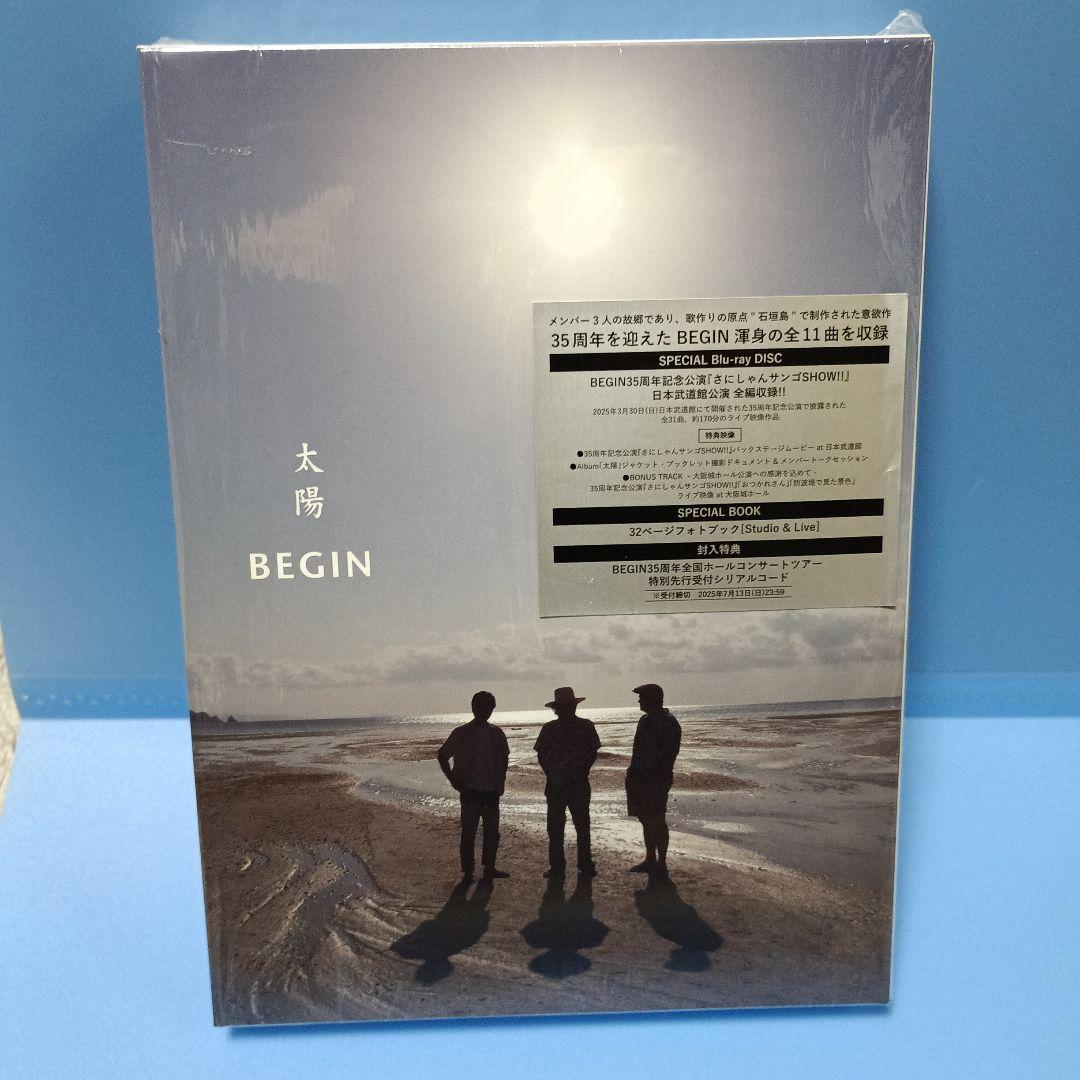 太陽
BEGIN
メンバー3人の故郷であり、歌作りの原点"石垣島"で制作された意欲作
35周年を迎えたBEGIN 渾身の全11曲を収録
SPECIAL Blu-ray DISC
BEGIN35周年記念公演『さにしゃんサンゴSHOW!!』
日本武道館公演 全編収録!!
2025年3月30日(日)日本武道館にて開催された35周年記念公演で披露された
全31曲、約170分のライブ映像作品
特典映像
●35周年記念公演『さにしゃんサンゴSHOW!!』バックステージムービー at 日本武道館
●Album「太陽」ジャケット・ブックレット撮影ドキュメント & メンバートークセッション
●BONUS TRACK - 大阪城ホール公演への感謝を込めて -
35周年記念公演『さにしゃんサンゴSHOW!!』「おつかれさん」「防波堤で見た景色」
ライブ映像 at 大阪城ホール
SPECIAL BOOK
32ページフォトブック[Studio & Live]
封入特典
BEGIN35周年全国ホールコンサートツアー
特別先行受付シリアルコード
※受付締切 2025年7月13日(日)23:59